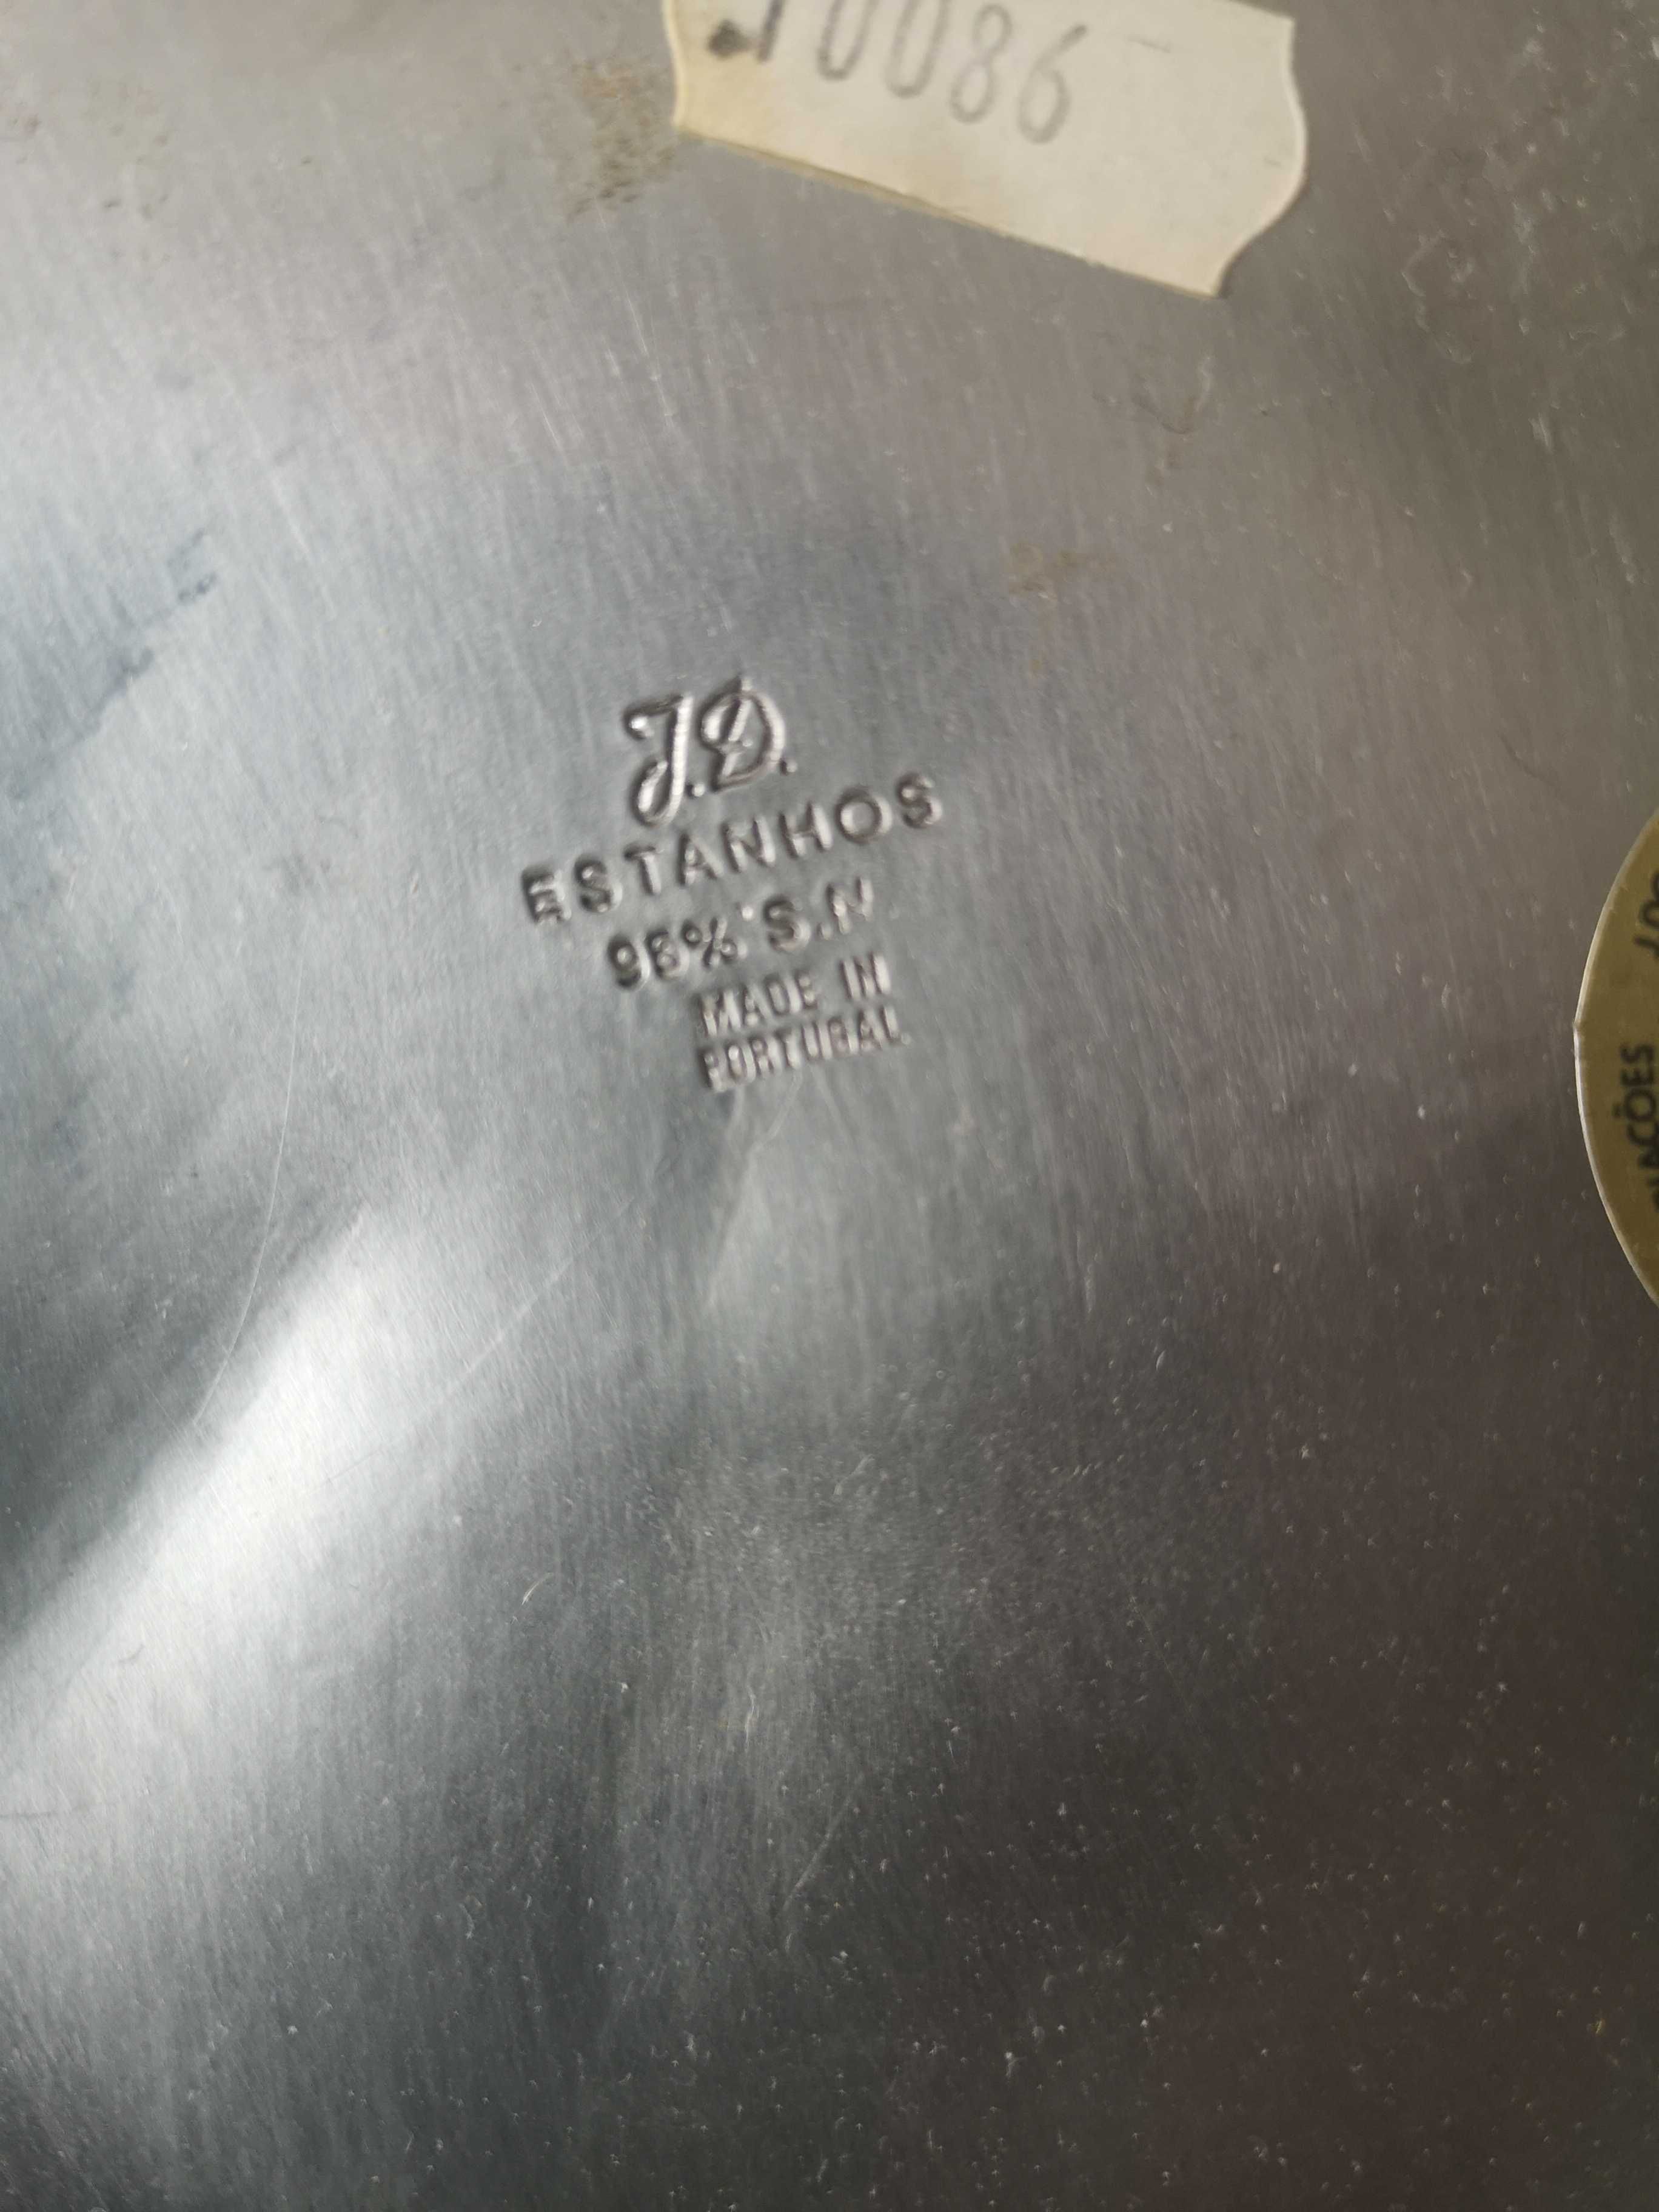 10086
J.D.
ESTANHOS
95% S.N
MADE IN
PORTUGAL